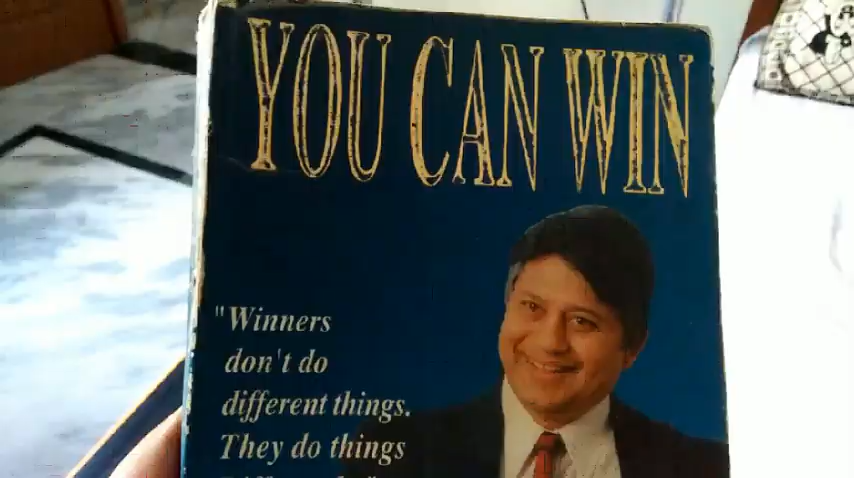 YOU CAN WIN
"Winners
don't do
different things.
They do things